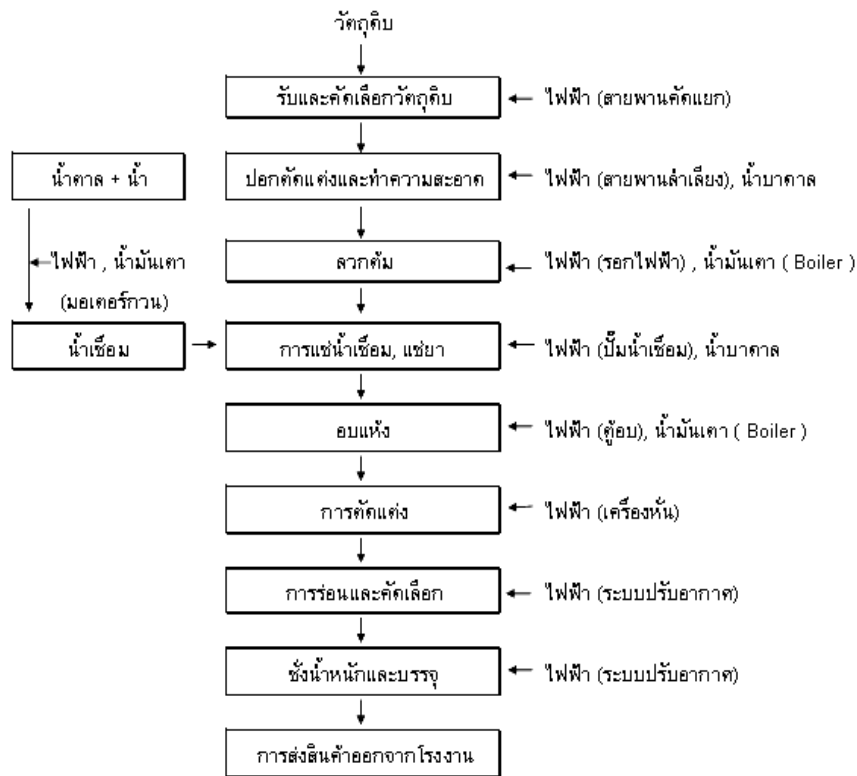 วัตถุดิบ
รับและคัดเลือกวัตถุดิบ
ไฟฟ้า (สายพานคัดแยก)
น้ำตาล + น้ำ
ปอกตัดแต่งและทำความสะอาด
ไฟฟ้า (สายพานลำเลียง), น้ำบาดาล
ไฟฟ้า , น้ำมันเตา
(มอเตอร์กวน)
ลวกต้ม
ไฟฟ้า (รอกไฟฟ้า) , น้ำมันเตา ( Boiler )
น้ำเชื่อม
การแช่น้ำเชื่อม, แช่ยา
ไฟฟ้า (ปั๊มน้ำเชื่อม), น้ำบาดาล
อบแห้ง
ไฟฟ้า (ตู้อบ), น้ำมันเตา ( Boiler )
การตัดแต่ง
ไฟฟ้า (เครื่องหั่น)
การร่อนและคัดเลือก
ไฟฟ้า (ระบบปรับอากาศ)
ชั่งน้ำหนักและบรรจุ
ไฟฟ้า (ระบบปรับอากาศ)
การส่งสินค้าออกจากโรงงาน